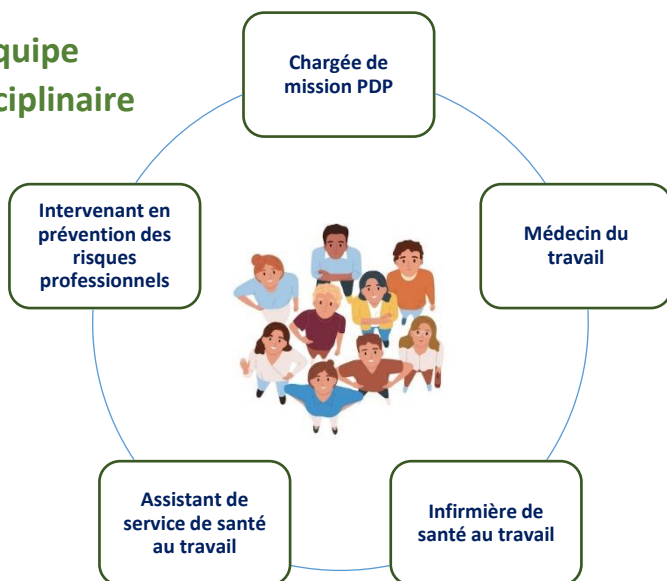 quipe
ciplinaire
Chargée de
mission PDP
Intervenant en
prévention des
risques
professionnels
Médecin du
travail
Assistant de
service de santé
au travail
Infirmière de
santé au travail